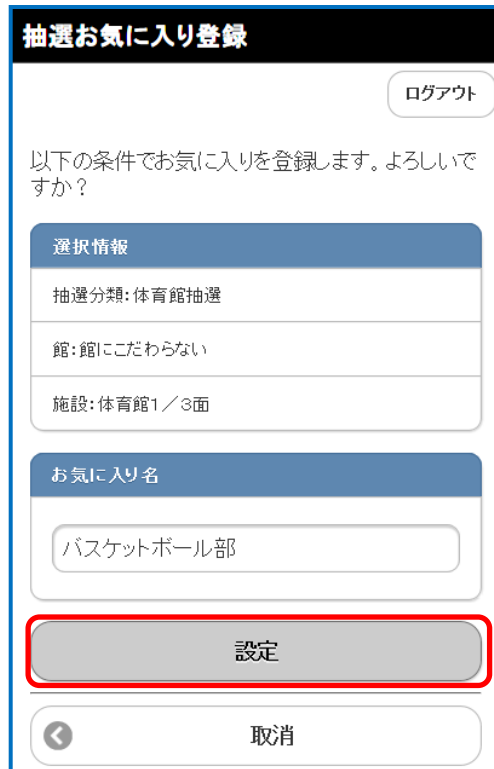 抽選お気に入り登録
ログアウト
以下の条件でお気に入りを登録します。よろしいで
すか？
選択情報
抽選分類:体育館抽選
館:館にこだわらない
施設:体育館1／3面
お気に入り名
バスケットボール部
設定
取消